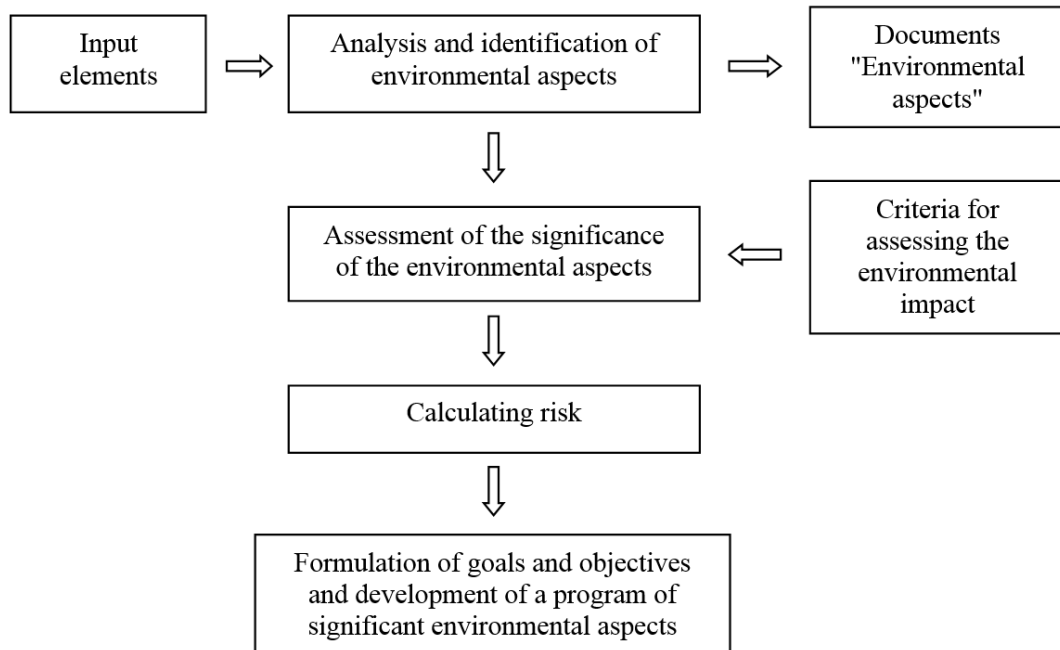 Input
elements
Analysis and identification of
environmental aspects
Documents
"Environmental
aspects"
Assessment of the significance
of the environmental aspects
Criteria for
assessing the
environmental
impact
Calculating risk
Formulation of goals and objectives
and development of a program of
significant environmental aspects